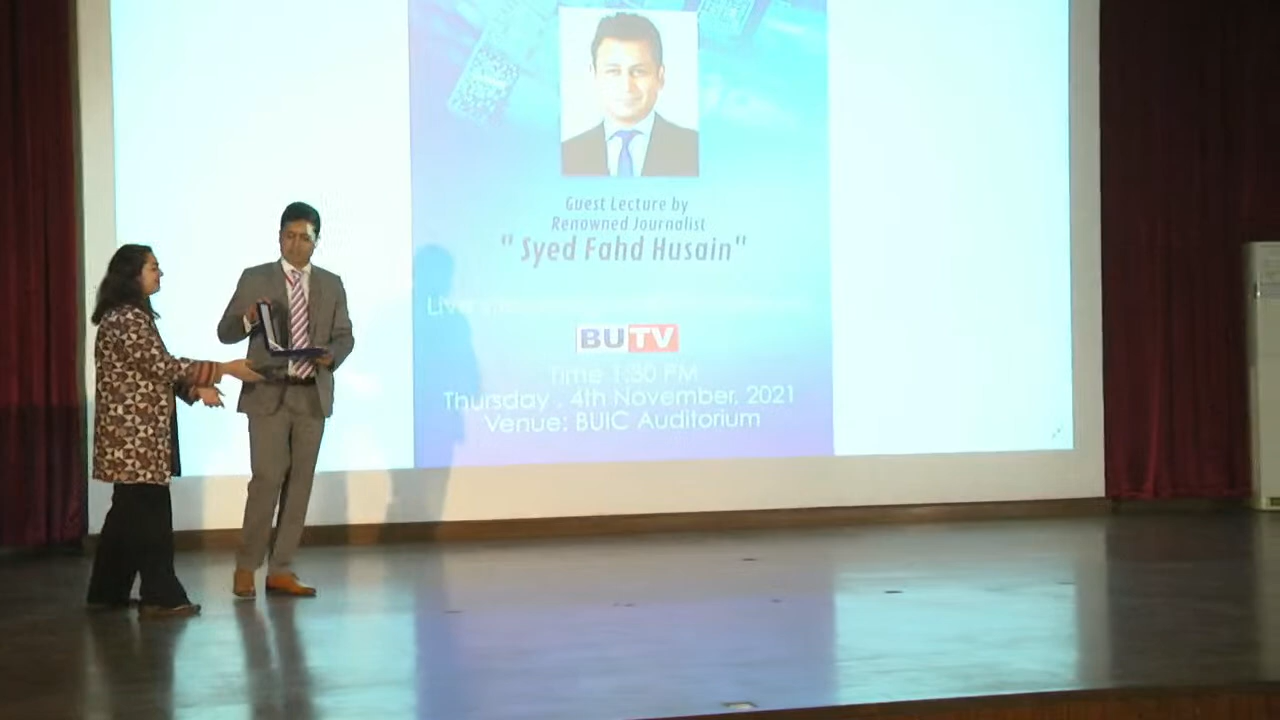 Guest Lecture by
Renowned Journalist
" Syed Fahd Husain"
Live
BUTV
Time 1:30 PM
Thursday , 4th November, 2021
Venue: BUIC Auditorium